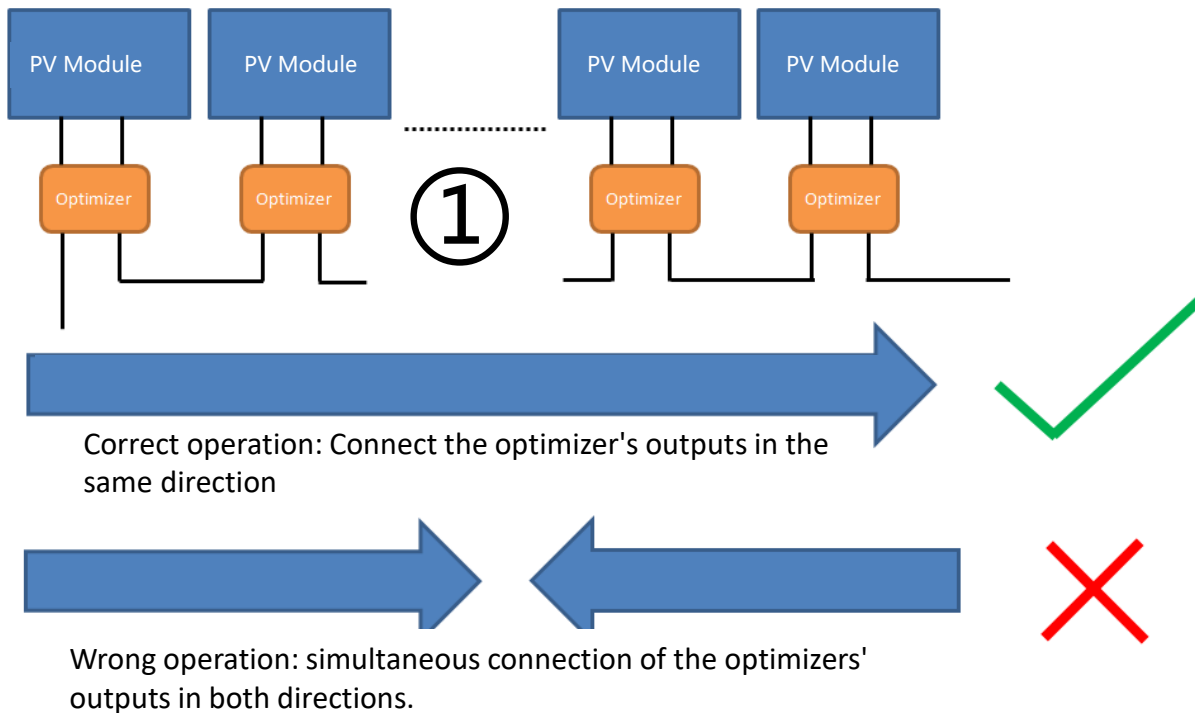 PV Module
PV Module
PV Module
PV Module
Optimizer
Optimizer
Optimizer
Optimizer
①
Correct operation: Connect the optimizer's outputs in the
same direction
Wrong operation: simultaneous connection of the optimizers'
outputs in both directions.